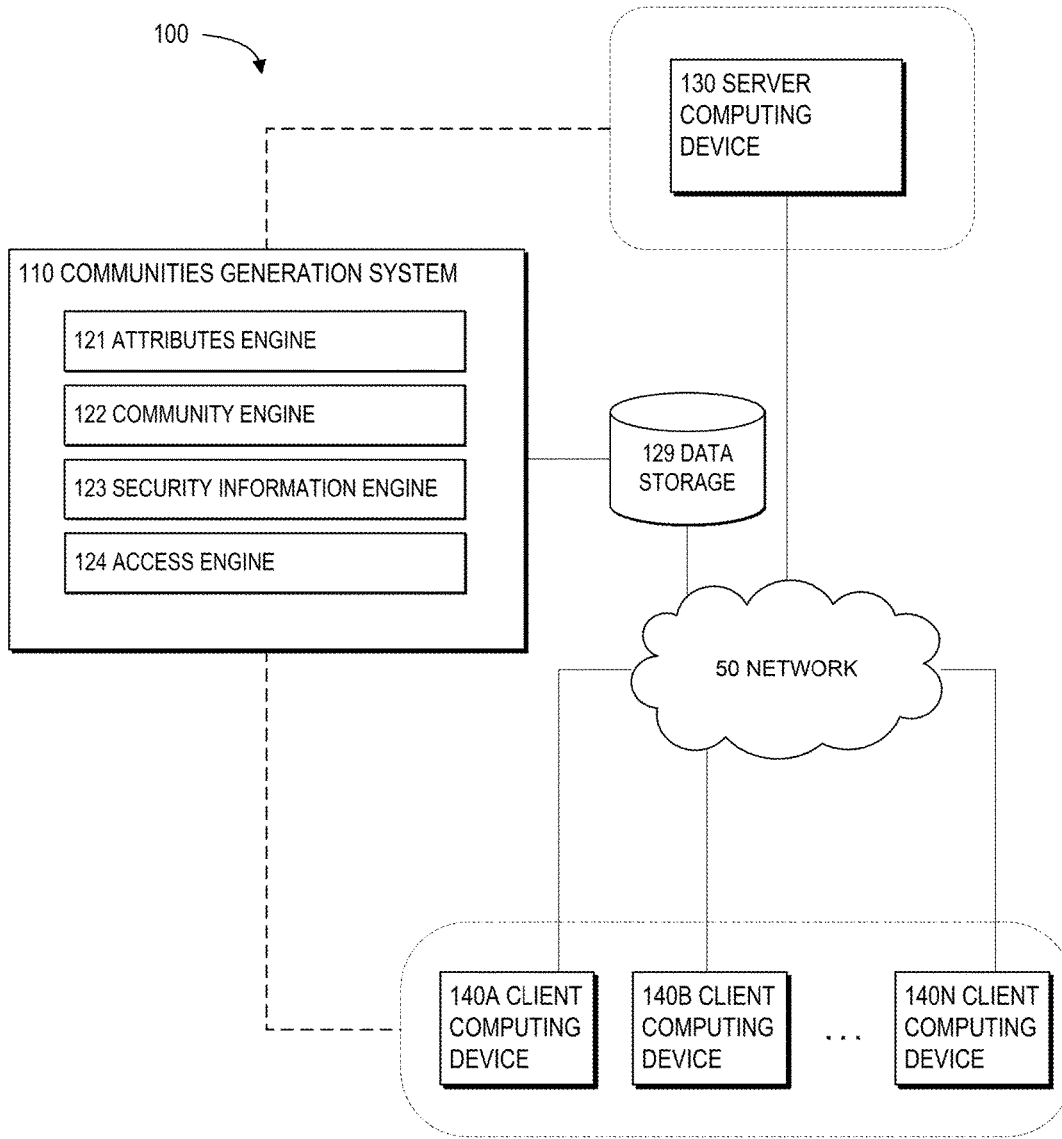 100
130 SERVER
COMPUTING
DEVICE
110 COMMUNITIES GENERATION SYSTEM
121 ATTRIBUTES ENGINE
122 COMMUNITY ENGINE
123 SECURITY INFORMATION ENGINE
124 ACCESS ENGINE
129 DATA
STORAGE
50 NETWORK
140A CLIENT
COMPUTING
DEVICE
140B CLIENT
COMPUTING
DEVICE
...
140N CLIENT
COMPUTING
DEVICE